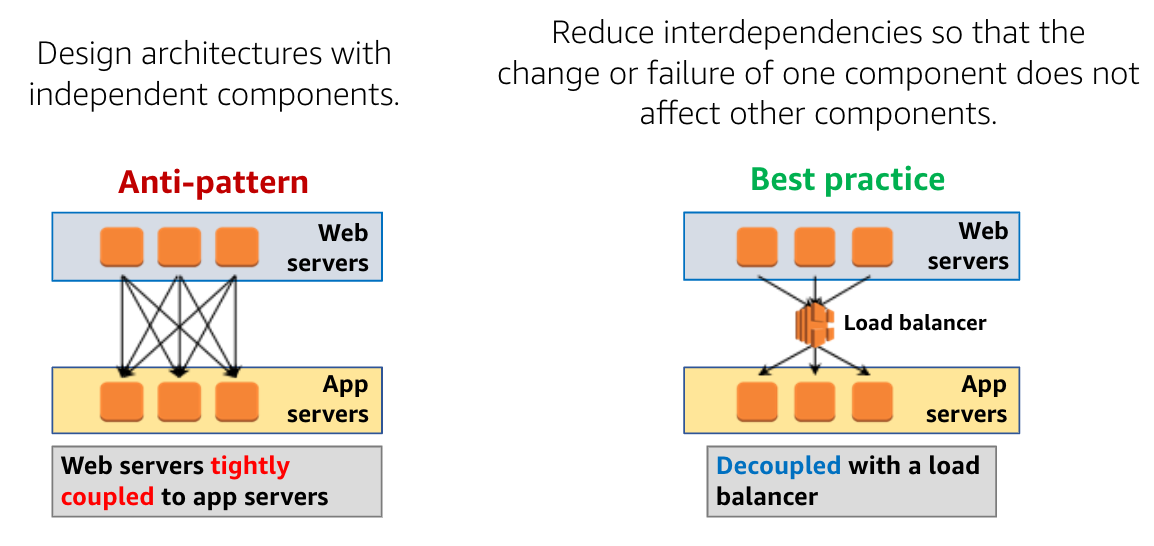 Design architectures with
independent components.
Reduce interdependencies so that the
change or failure of one component does not
affect other components.
Anti-pattern
Web
servers
App
servers
Web servers tightly
coupled to app servers
Best practice
Web
servers
Load balancer
App
servers
Decoupled with a load
balancer